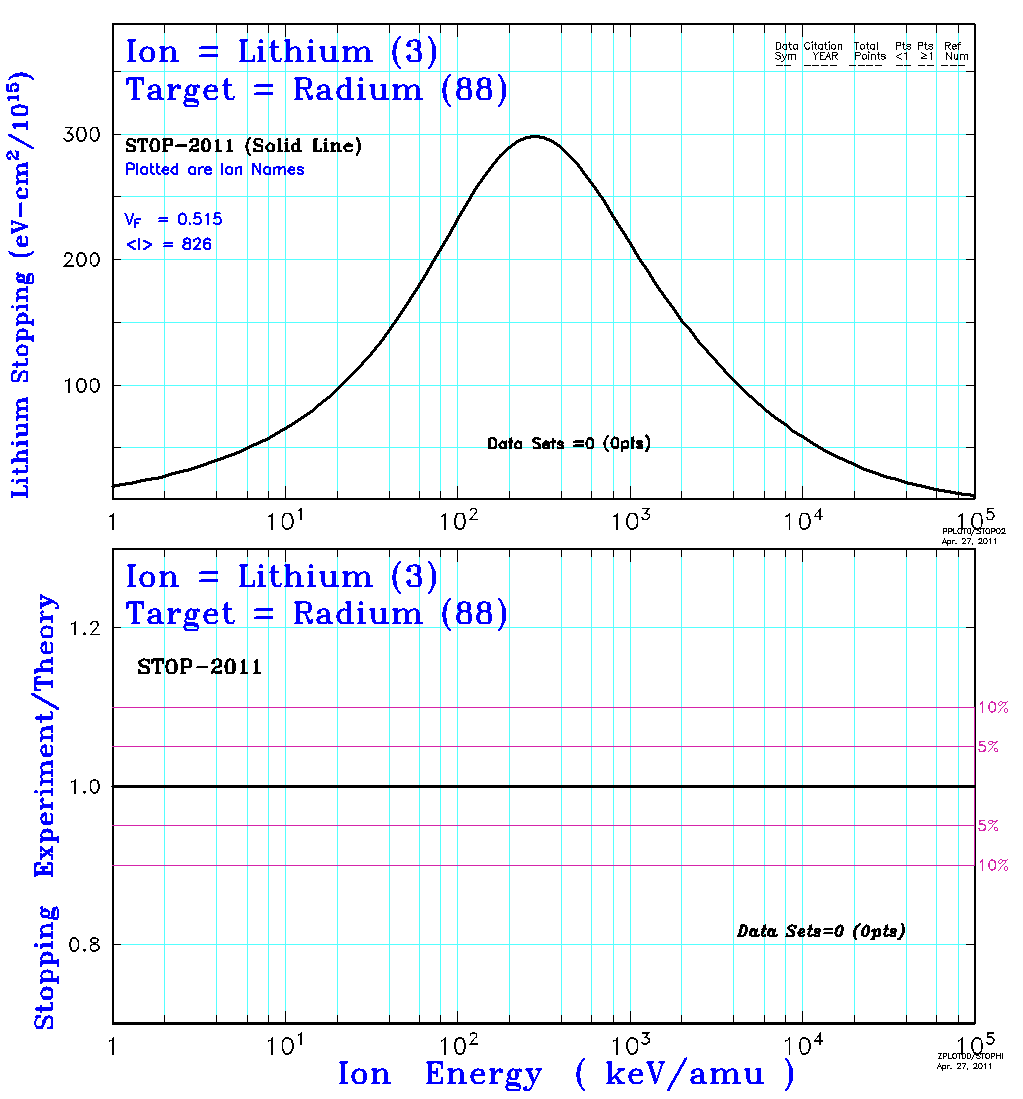 Ion = Lithium (3)
Target = Radium (88)
Data Sym Citation YEAR Total Points Pts <1 Pts ≥1 Ref Num
STOP-2011 (Solid Line)
Plotted are Ion Names
VF = 0.515
<I> = 826
Data Sets =0 (0pts)
Lithium Stopping (eV-cm²/10¹⁵)
300
200
100
1 10¹ 10² 10³ 10⁴ 10⁵
PPLOT0/STOP02
Apr. 27, 2011
Ion = Lithium (3)
Target = Radium (88)
STOP-2011
Stopping Experiment/Theory
1.2
1.0
0.8
10%
5%
5%
10%
Data Sets=0 (0pts)
1 10¹ 10² 10³ 10⁴ 10⁵
Ion Energy ( keV/amu )
Apr. 27, 2011